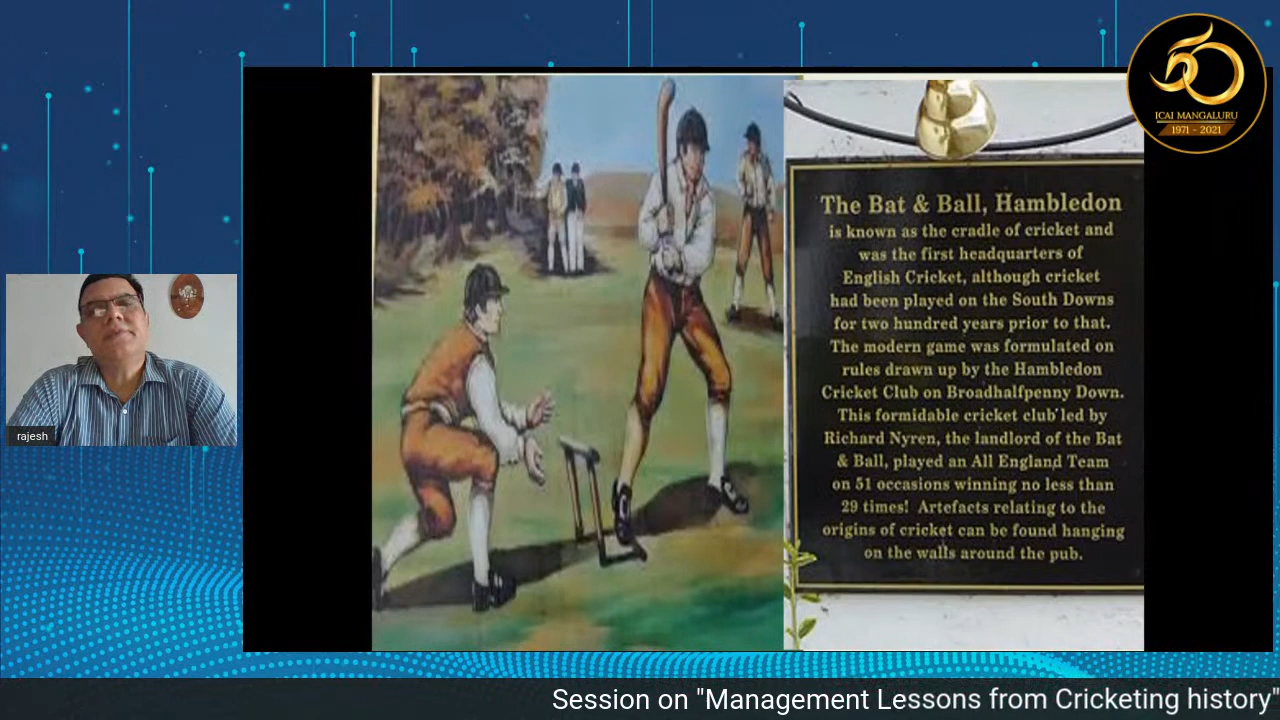 50
ICAI MANGALURU
1971 - 2021
The Bat & Ball, Hambledon
is known as the cradle of cricket and
was the first headquarters of
English Cricket, although cricket
had been played on the South Downs
for two hundred years prior to that.
The modern game was formulated on
rules drawn up by the Hambledon
Cricket Club on Broadhalfpenny Down.
This formidable cricket club led by
Richard Nyren, the landlord of the Bat
& Ball, played an All England Team
on 51 occasions winning no less than
29 times! Artefacts relating to the
origins of cricket can be found hanging
on the walls around the pub.
rajesh
Session on "Management Lessons from Cricketing history"